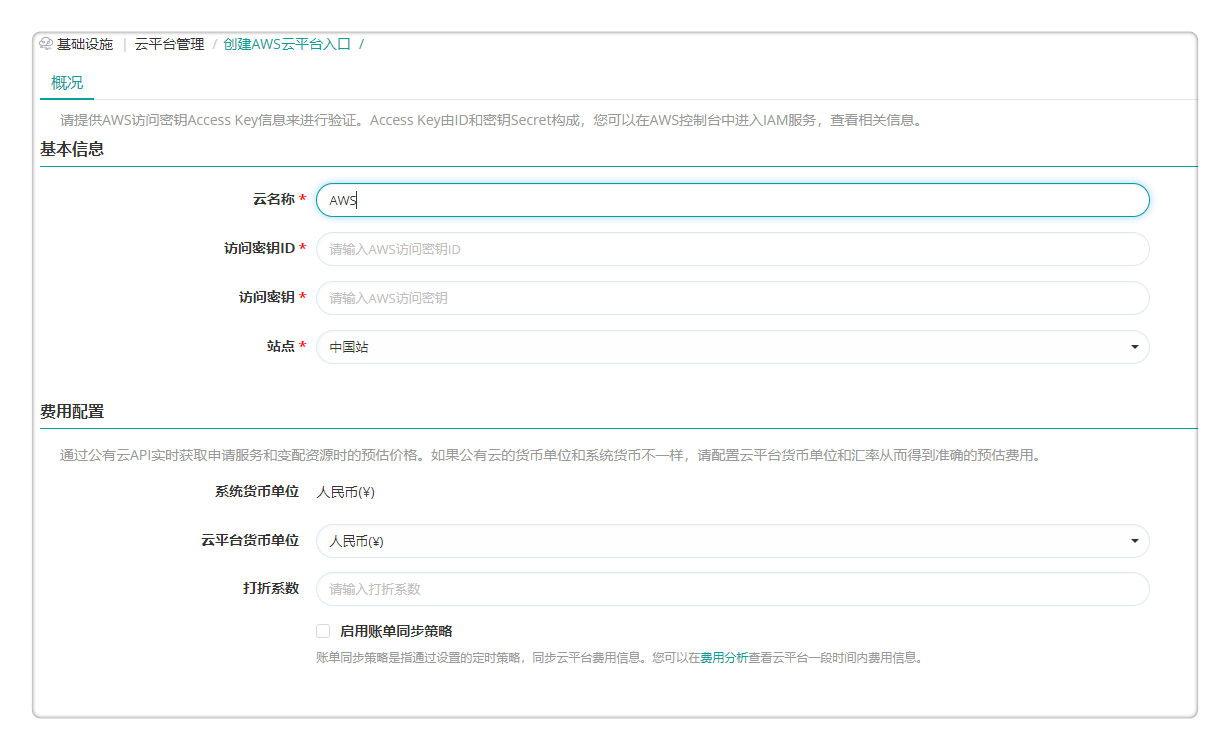 基础设施 | 云平台管理 / 创建AWS云平台入口 /
概况
请提供AWS访问密钥Access Key信息来进行验证。Access Key由ID和密钥Secret构成，您可以在AWS控制台中进入IAM服务，查看相关信息。
基本信息
云名称 * AWS
访问密钥ID * 请输入AWS访问密钥ID
访问密钥 * 请输入AWS访问密钥
站点 * 中国站
费用配置
通过公有云API实时获取申请服务和变配资源时的预估价格。如果公有云的货币单位和系统货币不一样，请配置云平台货币单位和汇率从而得到准确的预估费用。
系统货币单位 人民币(¥)
云平台货币单位 人民币(¥)
打折系数 请输入打折系数
启用账单同步策略
账单同步策略是指通过设置的定时策略，同步云平台费用信息。您可以在费用分析查看云平台一段时间内费用信息。